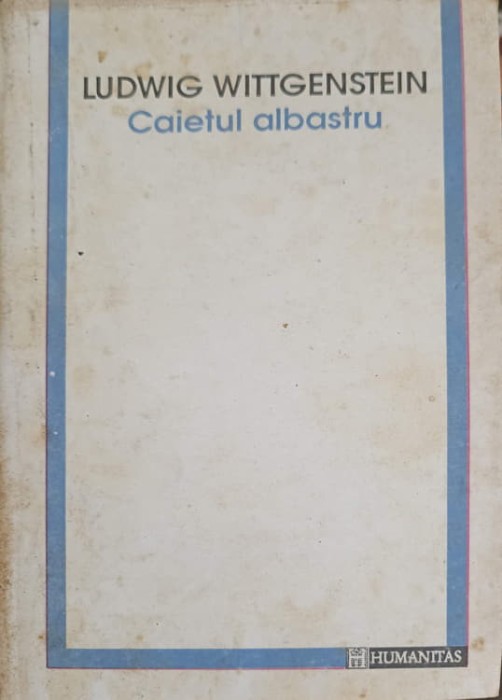 LUDWIG WITTGENSTEIN
Caietul albastru
HUMANITAS